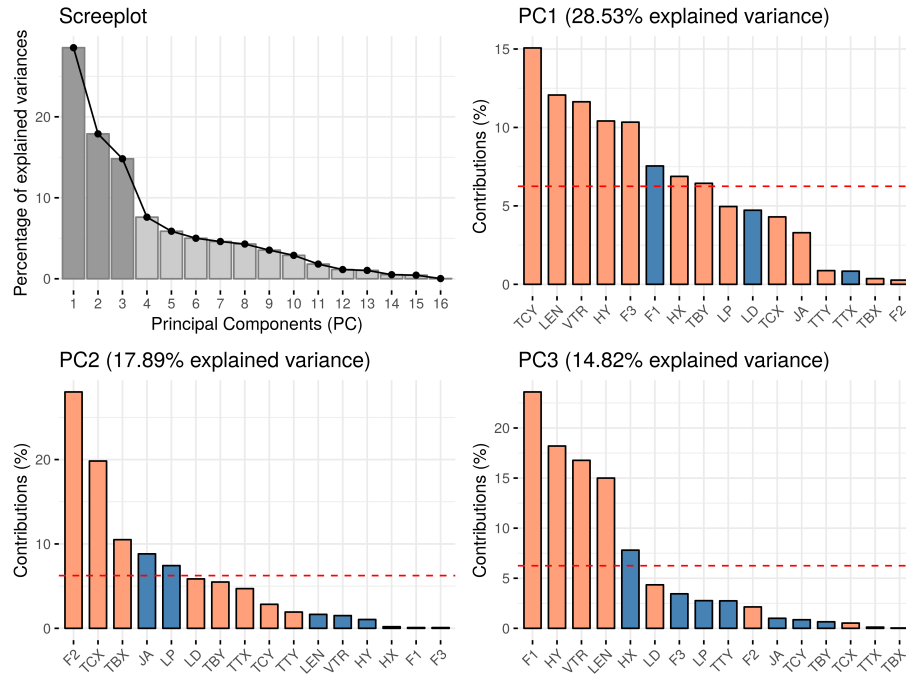 Screeplot
Percentage of explained variances
20
10
0
1 2 3 4 5 6 7 8 9 10 11 12 13 14 15 16
Principal Components (PC)
PC1 (28.53% explained variance)
Contributions (%)
15
10
5
0
TCY LEN VTR HY F3 F1 HX TBY LP LD TCX JA TTY TTX TBX F2
PC2 (17.89% explained variance)
Contributions (%)
20
10
0
F2 TCX TBX JA LP LD TBY TTX TCY TTY LEN VTR HY HX F1 F3
PC3 (14.82% explained variance)
Contributions (%)
20
15
10
5
0
F1 HY VTR LEN HX LD F3 LP TTY F2 JA TCY TBY TCX TTX TBX